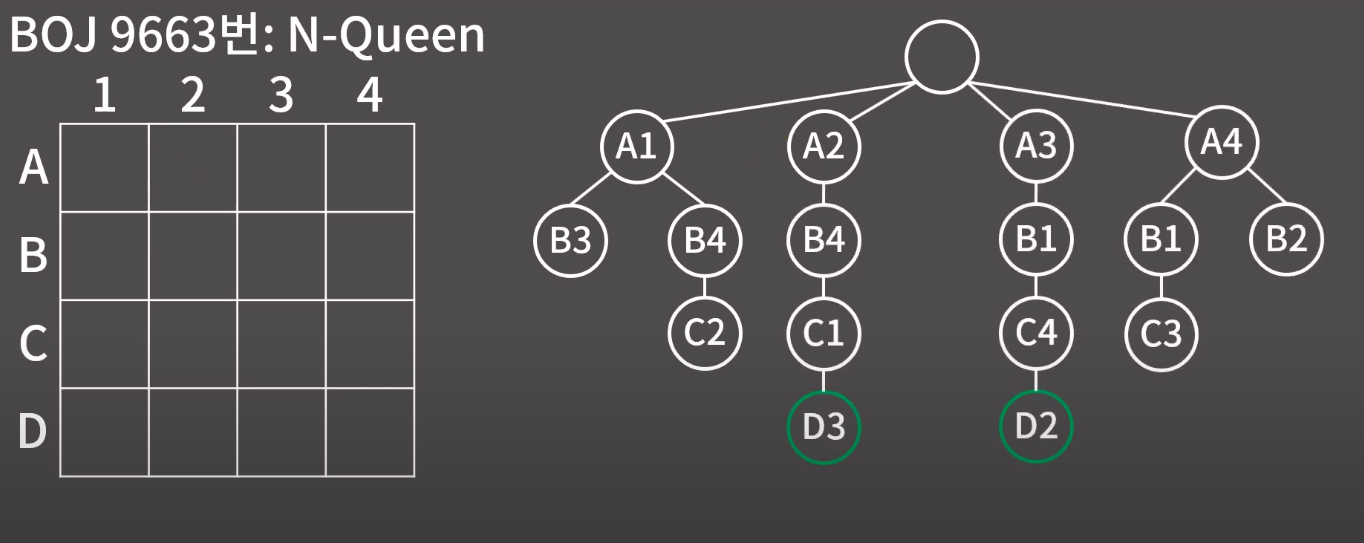 BOJ 9663번: N-Queen
1 2 3 4
A
B
C
D
A1 A2 A3 A4
B3 B4 B4 B1 B1 B2
C2 C1 C4 C3
D3 D2